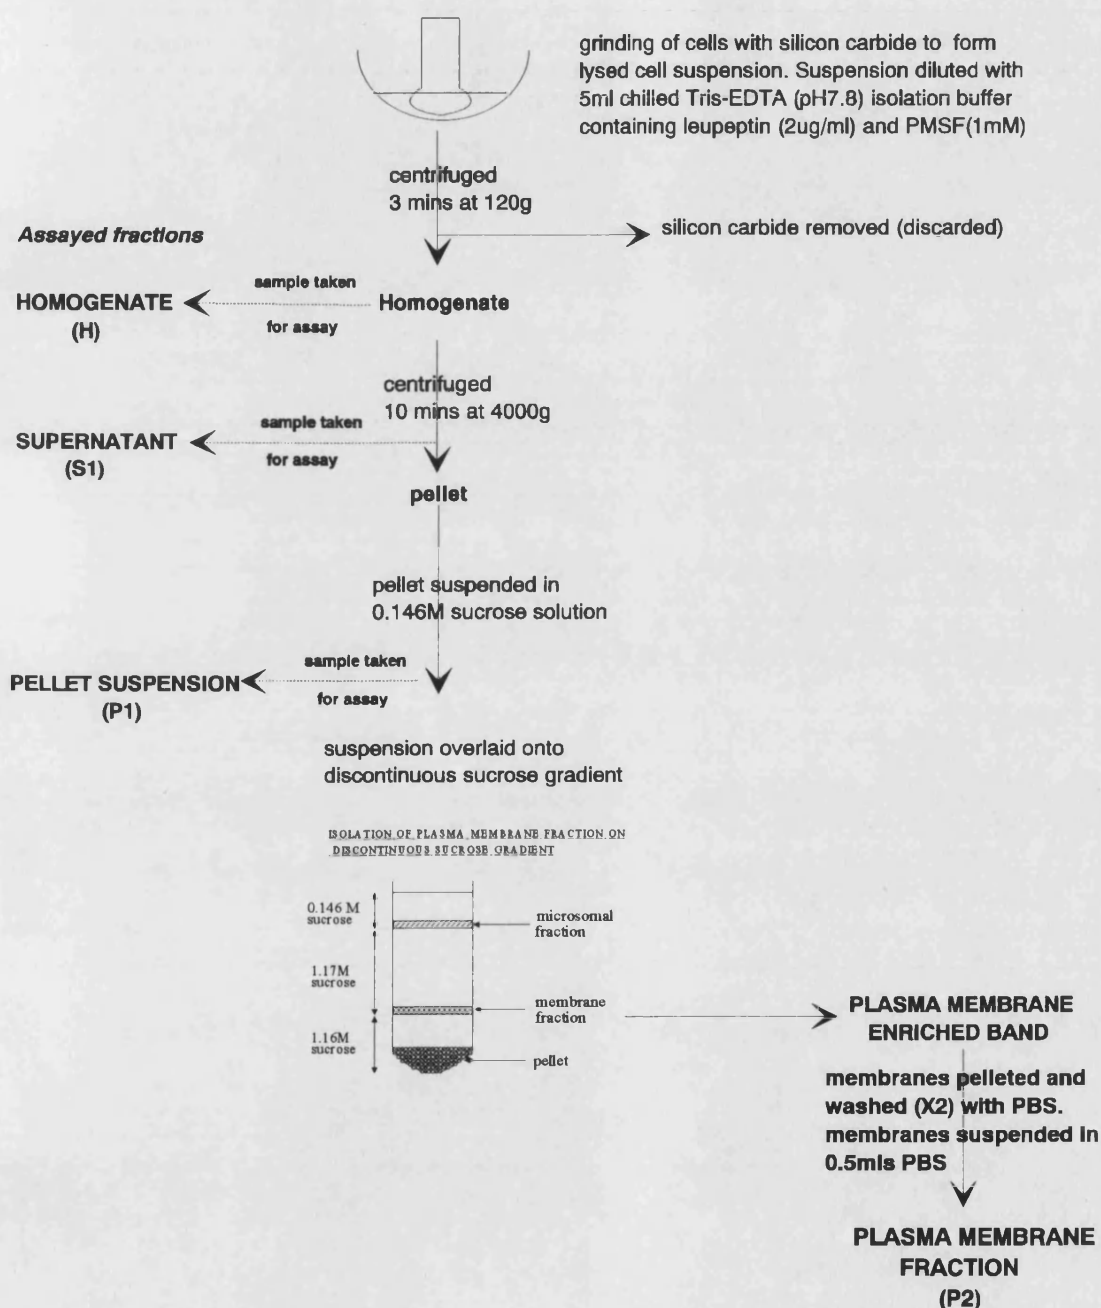 grinding of cells with silicon carbide to form
lysed cell suspension. Suspension diluted with
5ml chilled Tris-EDTA (pH7.8) isolation buffer
containing leupeptin (2ug/ml) and PMSF(1mM)
centrifuged
3 mins at 120g
silicon carbide removed (discarded)
Assayed fractions
sample taken
HOMOGENATE
(H)
for assay
Homogenate
centrifuged
10 mins at 4000g
sample taken
SUPERNATANT
(S1)
for assay
pellet
pellet suspended in
0.146M sucrose solution
sample taken
PELLET SUSPENSION
(P1)
for assay
suspension overlaid onto
discontinuous sucrose gradient
ISOLATION OF PLASMA MEMBRANE FRACTION ON
DISCONTINUOUS SUCROSE GRADIENT
0.146 M
sucrose
microsomal
fraction
1.17M
sucrose
membrane
fraction
1.16M
sucrose
pellet
PLASMA MEMBRANE
ENRICHED BAND
membranes pelleted and
washed (X2) with PBS.
membranes suspended in
0.5mls PBS
PLASMA MEMBRANE
FRACTION
(P2)